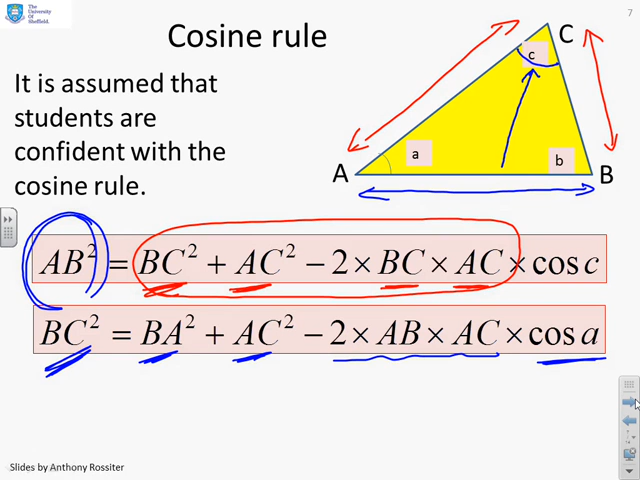 The
University
Of
Sheffield.
7
Cosine rule
It is assumed that
students are
confident with the
cosine rule.
C
c
a
b
A
B
AB² = BC² + AC² − 2 × BC × AC × cos c
BC² = BA² + AC² − 2 × AB × AC × cos a
Slides by Anthony Rossiter